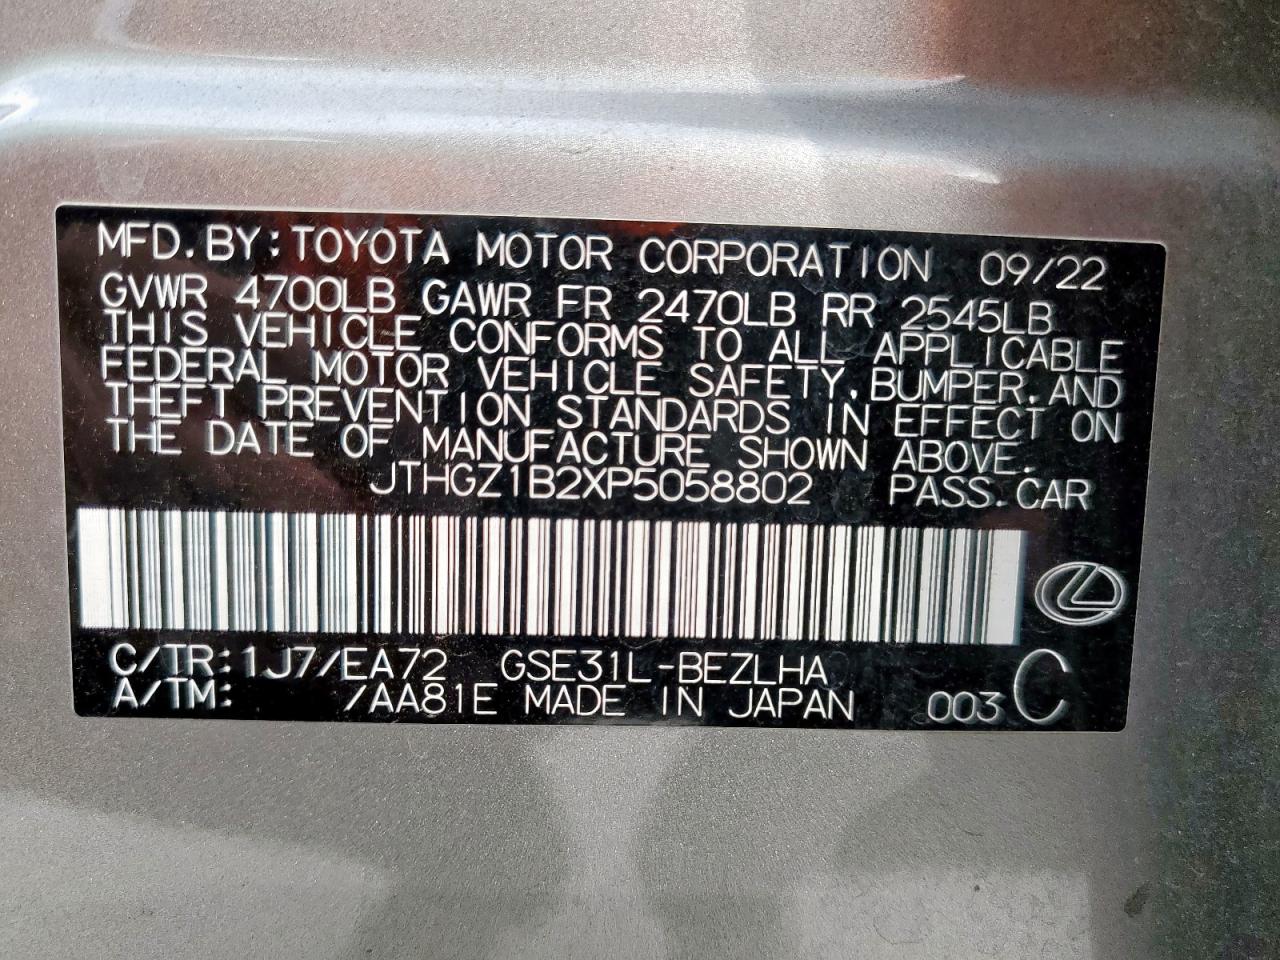 MFD.BY:TOYOTA MOTOR CORPORATION 09/22
GVWR 4700LB GAWR FR 2470LB RR 2545LB
THIS VEHICLE CONFORMS TO ALL APPLICABLE
FEDERAL MOTOR VEHICLE SAFETY,BUMPER,AND
THEFT PREVENTION STANDARDS IN EFFECT ON
THE DATE OF MANUFACTURE SHOWN ABOVE.
JTHGZ1B2XP5058802 PASS.CAR
C/TR:1J7/EA72 GSE31L-BEZLHA
A/TM: /AA81E MADE IN JAPAN 003 C